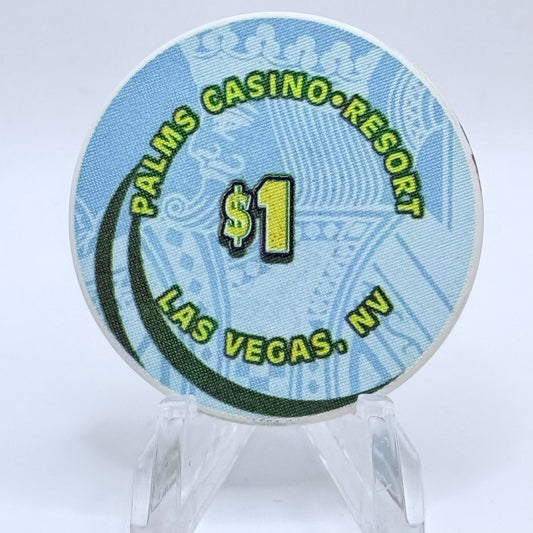 PALMS CASINO•RESORT
$1
LAS VEGAS, NV